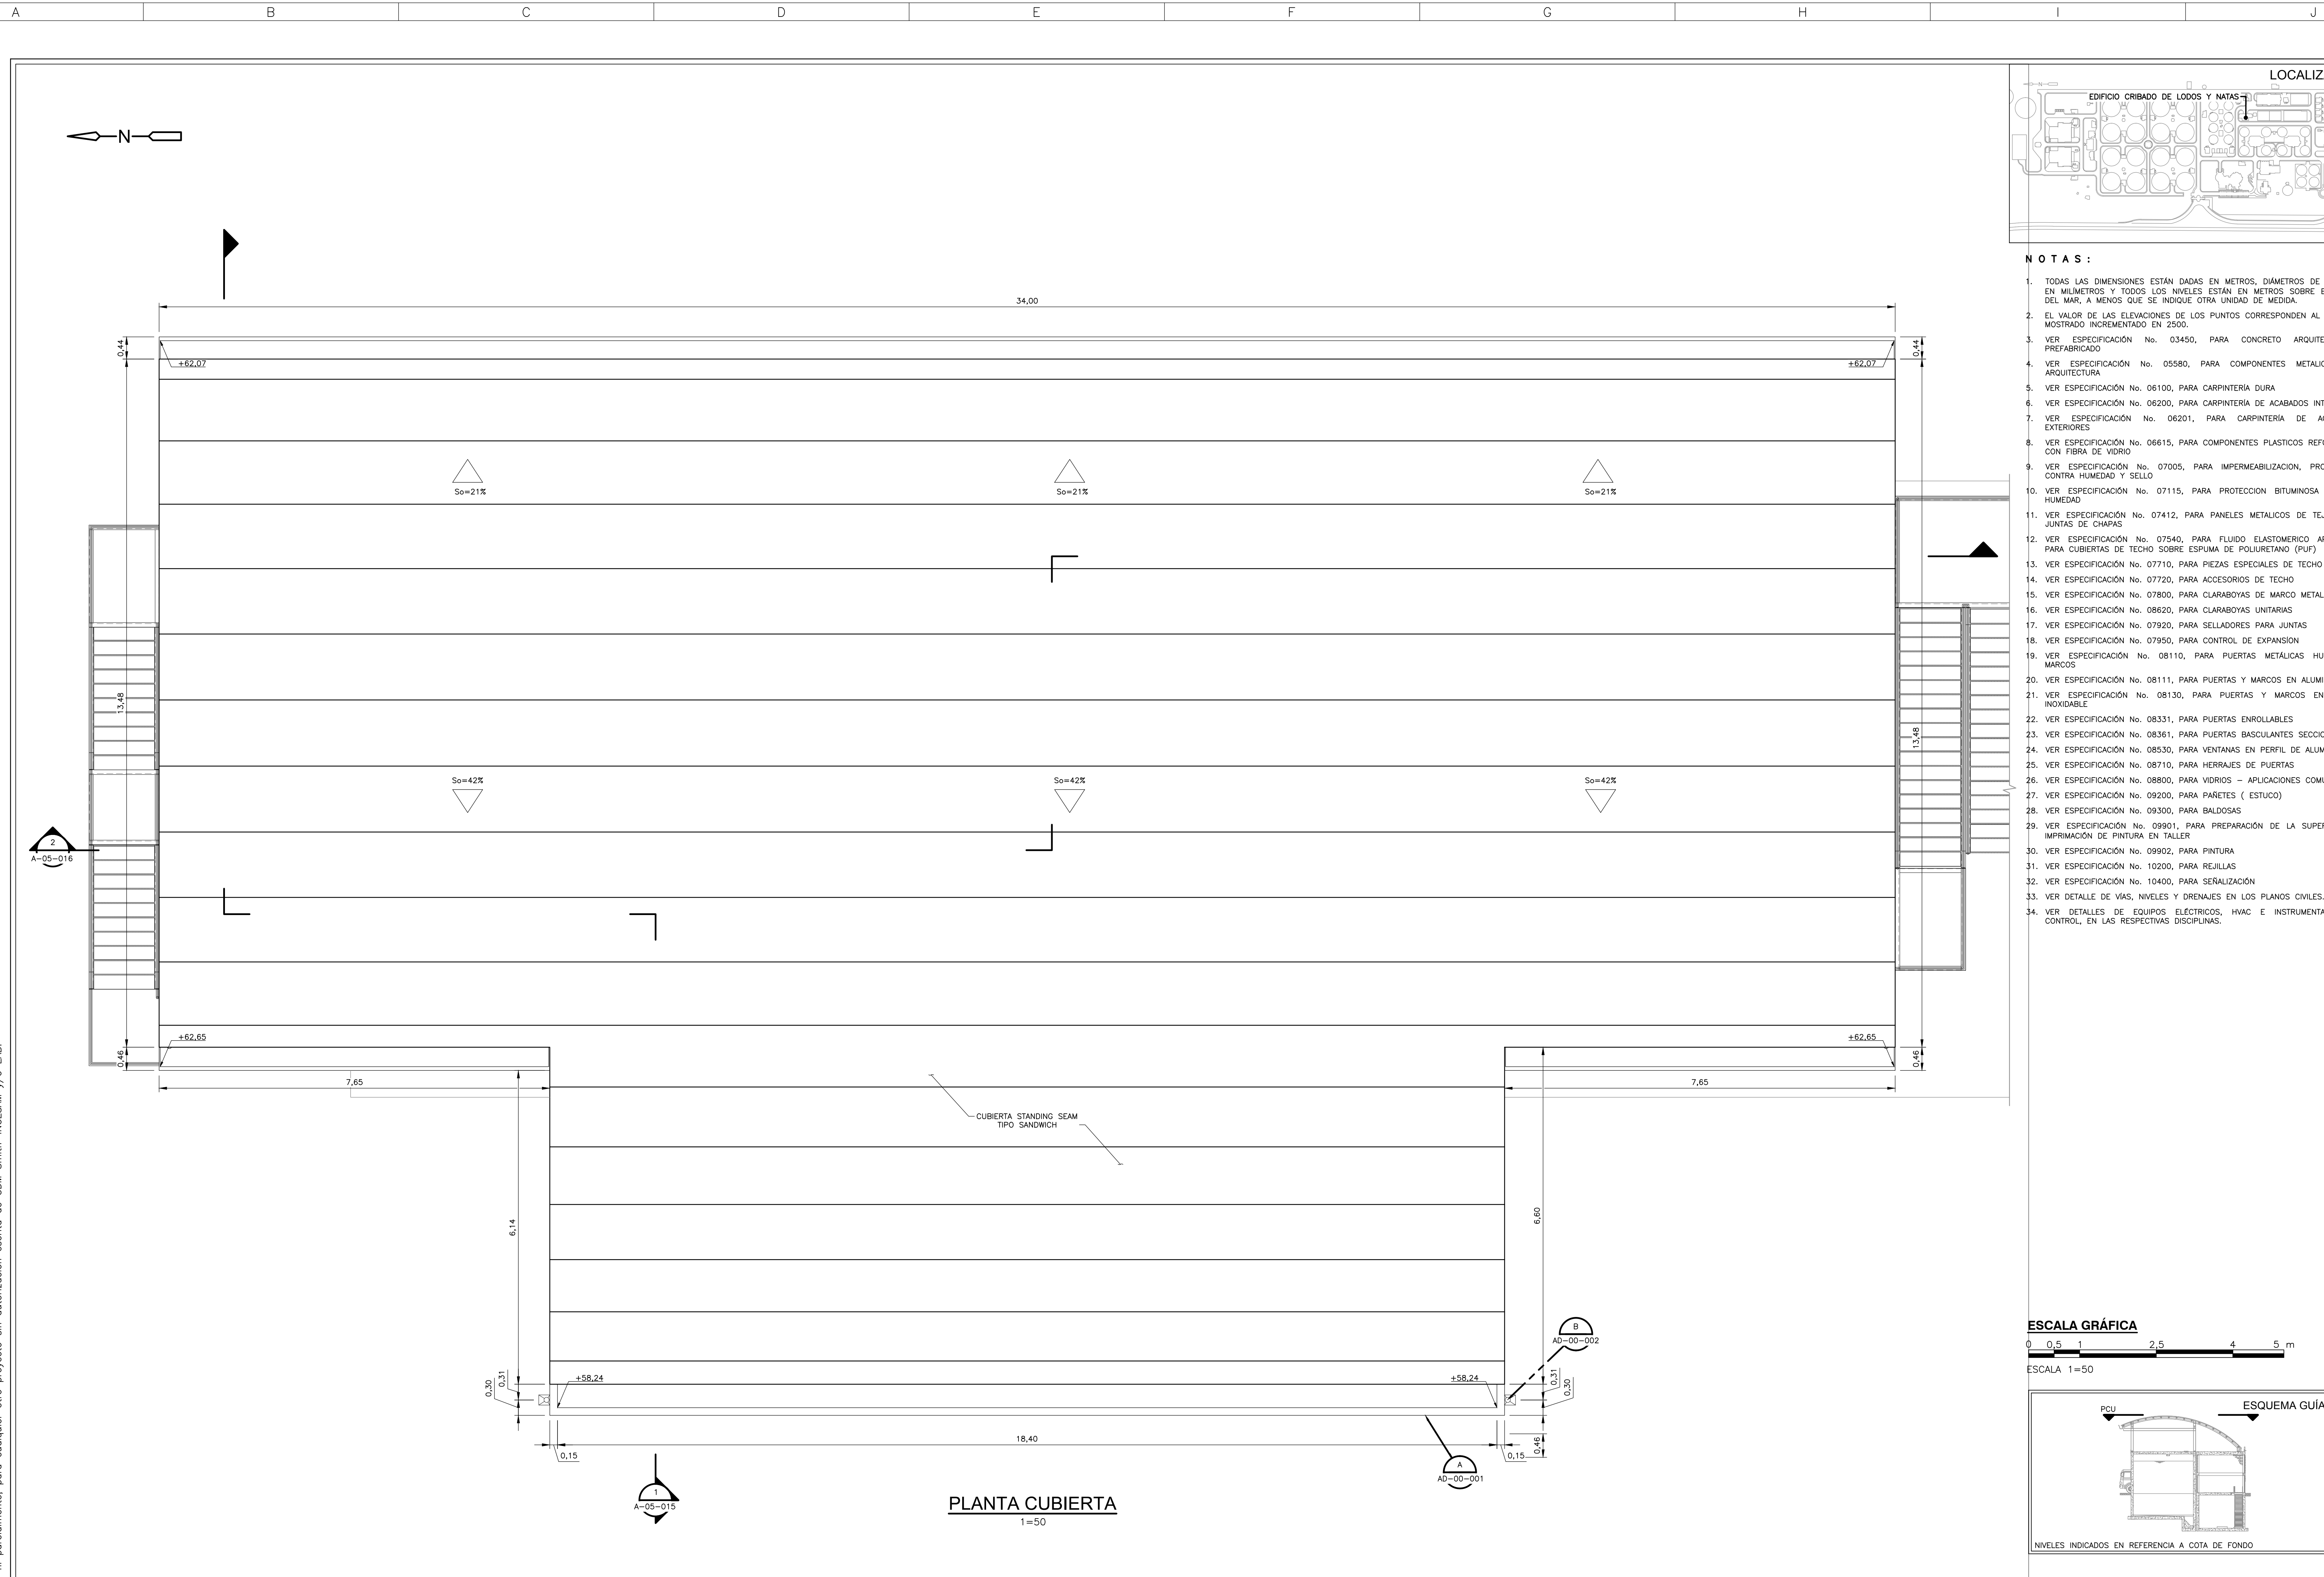 A B C D E F G H I J
N
34,00
0,44
0,44
+62,07
+62,07
So=21%
So=21%
So=21%
13,48
13,48
So=42%
So=42%
So=42%
2
A-05-016
+62,65
+62,65
0,46
0,46
7,65
7,65
CUBIERTA STANDING SEAM
TIPO SANDWICH
6,14
6,60
B
AD-00-002
0,30
0,31
+58,24
+58,24
0,31
0,30
18,40
0,15
0,15
0,46
A
AD-00-001
1
A-05-015
PLANTA CUBIERTA
1=50
LOCALIZ
N
EDIFICIO CRIBADO DE LODOS Y NATAS
NOTAS:
1. TODAS LAS DIMENSIONES ESTÁN DADAS EN METROS, DIÁMETROS DE
EN MILÍMETROS Y TODOS LOS NIVELES ESTÁN EN METROS SOBRE E
DEL MAR, A MENOS QUE SE INDIQUE OTRA UNIDAD DE MEDIDA.
2. EL VALOR DE LAS ELEVACIONES DE LOS PUNTOS CORRESPONDEN AL
MOSTRADO INCREMENTADO EN 2500.
3. VER ESPECIFICACIÓN No. 03450, PARA CONCRETO ARQUITE
PREFABRICADO
4. VER ESPECIFICACIÓN No. 05580, PARA COMPONENTES METALIC
ARQUITECTURA
5. VER ESPECIFICACIÓN No. 06100, PARA CARPINTERÍA DURA
6. VER ESPECIFICACIÓN No. 06200, PARA CARPINTERÍA DE ACABADOS INT
7. VER ESPECIFICACIÓN No. 06201, PARA CARPINTERÍA DE A
EXTERIORES
8. VER ESPECIFICACIÓN No. 06615, PARA COMPONENTES PLASTICOS REF
CON FIBRA DE VIDRIO
9. VER ESPECIFICACIÓN No. 07005, PARA IMPERMEABILIZACION, PRO
CONTRA HUMEDAD Y SELLO
10. VER ESPECIFICACIÓN No. 07115, PARA PROTECCION BITUMINOSA
HUMEDAD
11. VER ESPECIFICACIÓN No. 07412, PARA PANELES METALICOS DE TEJ
JUNTAS DE CHAPAS
12. VER ESPECIFICACIÓN No. 07540, PARA FLUIDO ELASTOMERICO AP
PARA CUBIERTAS DE TECHO SOBRE ESPUMA DE POLIURETANO (PUF)
13. VER ESPECIFICACIÓN No. 07710, PARA PIEZAS ESPECIALES DE TECHO
14. VER ESPECIFICACIÓN No. 07720, PARA ACCESORIOS DE TECHO
15. VER ESPECIFICACIÓN No. 07800, PARA CLARABOYAS DE MARCO METAL
16. VER ESPECIFICACIÓN No. 08620, PARA CLARABOYAS UNITARIAS
17. VER ESPECIFICACIÓN No. 07920, PARA SELLADORES PARA JUNTAS
18. VER ESPECIFICACIÓN No. 07950, PARA CONTROL DE EXPANSÍON
19. VER ESPECIFICACIÓN No. 08110, PARA PUERTAS METÁLICAS HU
MARCOS
20. VER ESPECIFICACIÓN No. 08111, PARA PUERTAS Y MARCOS EN ALUMI
21. VER ESPECIFICACIÓN No. 08130, PARA PUERTAS Y MARCOS EN
INOXIDABLE
22. VER ESPECIFICACIÓN No. 08331, PARA PUERTAS ENROLLABLES
23. VER ESPECIFICACIÓN No. 08361, PARA PUERTAS BASCULANTES SECCIO
24. VER ESPECIFICACIÓN No. 08530, PARA VENTANAS EN PERFIL DE ALUM
25. VER ESPECIFICACIÓN No. 08710, PARA HERRAJES DE PUERTAS
26. VER ESPECIFICACIÓN No. 08800, PARA VIDRIOS – APLICACIONES COMU
27. VER ESPECIFICACIÓN No. 09200, PARA PAÑETES ( ESTUCO)
28. VER ESPECIFICACIÓN No. 09300, PARA BALDOSAS
29. VER ESPECIFICACIÓN No. 09901, PARA PREPARACIÓN DE LA SUPER
IMPRIMACIÓN DE PINTURA EN TALLER
30. VER ESPECIFICACIÓN No. 09902, PARA PINTURA
31. VER ESPECIFICACIÓN No. 10200, PARA REJILLAS
32. VER ESPECIFICACIÓN No. 10400, PARA SEÑALIZACIÓN
33. VER DETALLE DE VÍAS, NIVELES Y DRENAJES EN LOS PLANOS CIVILES.
34. VER DETALLES DE EQUIPOS ELÉCTRICOS, HVAC E INSTRUMENTA
CONTROL, EN LAS RESPECTIVAS DISCIPLINAS.
ESCALA GRÁFICA
0 0,5 1 2,5 4 5 m
ESCALA 1=50
ESQUEMA GUÍA
PCU
NIVELES INDICADOS EN REFERENCIA A COTA DE FONDO